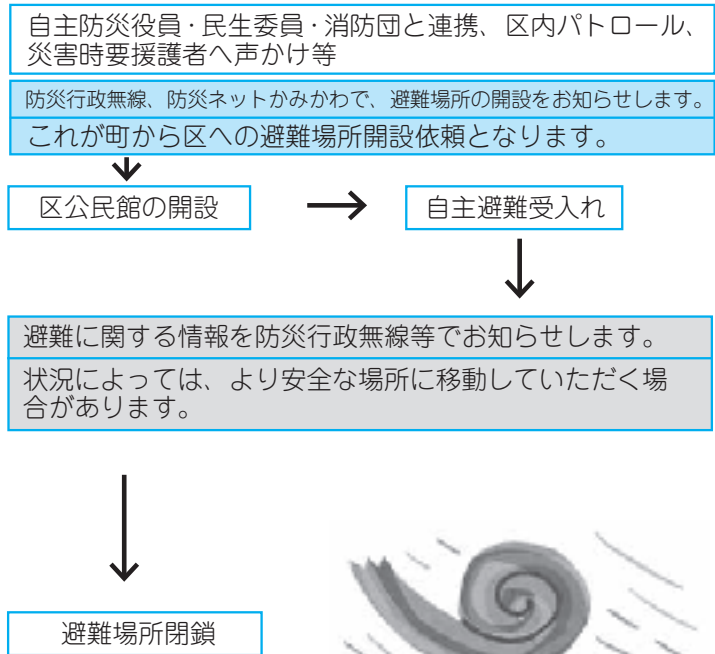 自主防災役員・民生委員・消防団と連携、区内パトロール、
災害時要援護者へ声かけ等
防災行政無線、防災ネットかみかわで、避難場所の開設をお知らせします。
これが町から区への避難場所開設依頼となります。
区公民館の開設
自主避難受入れ
避難に関する情報を防災行政無線等でお知らせします。
状況によっては、より安全な場所に移動していただく場
合があります。
避難場所閉鎖